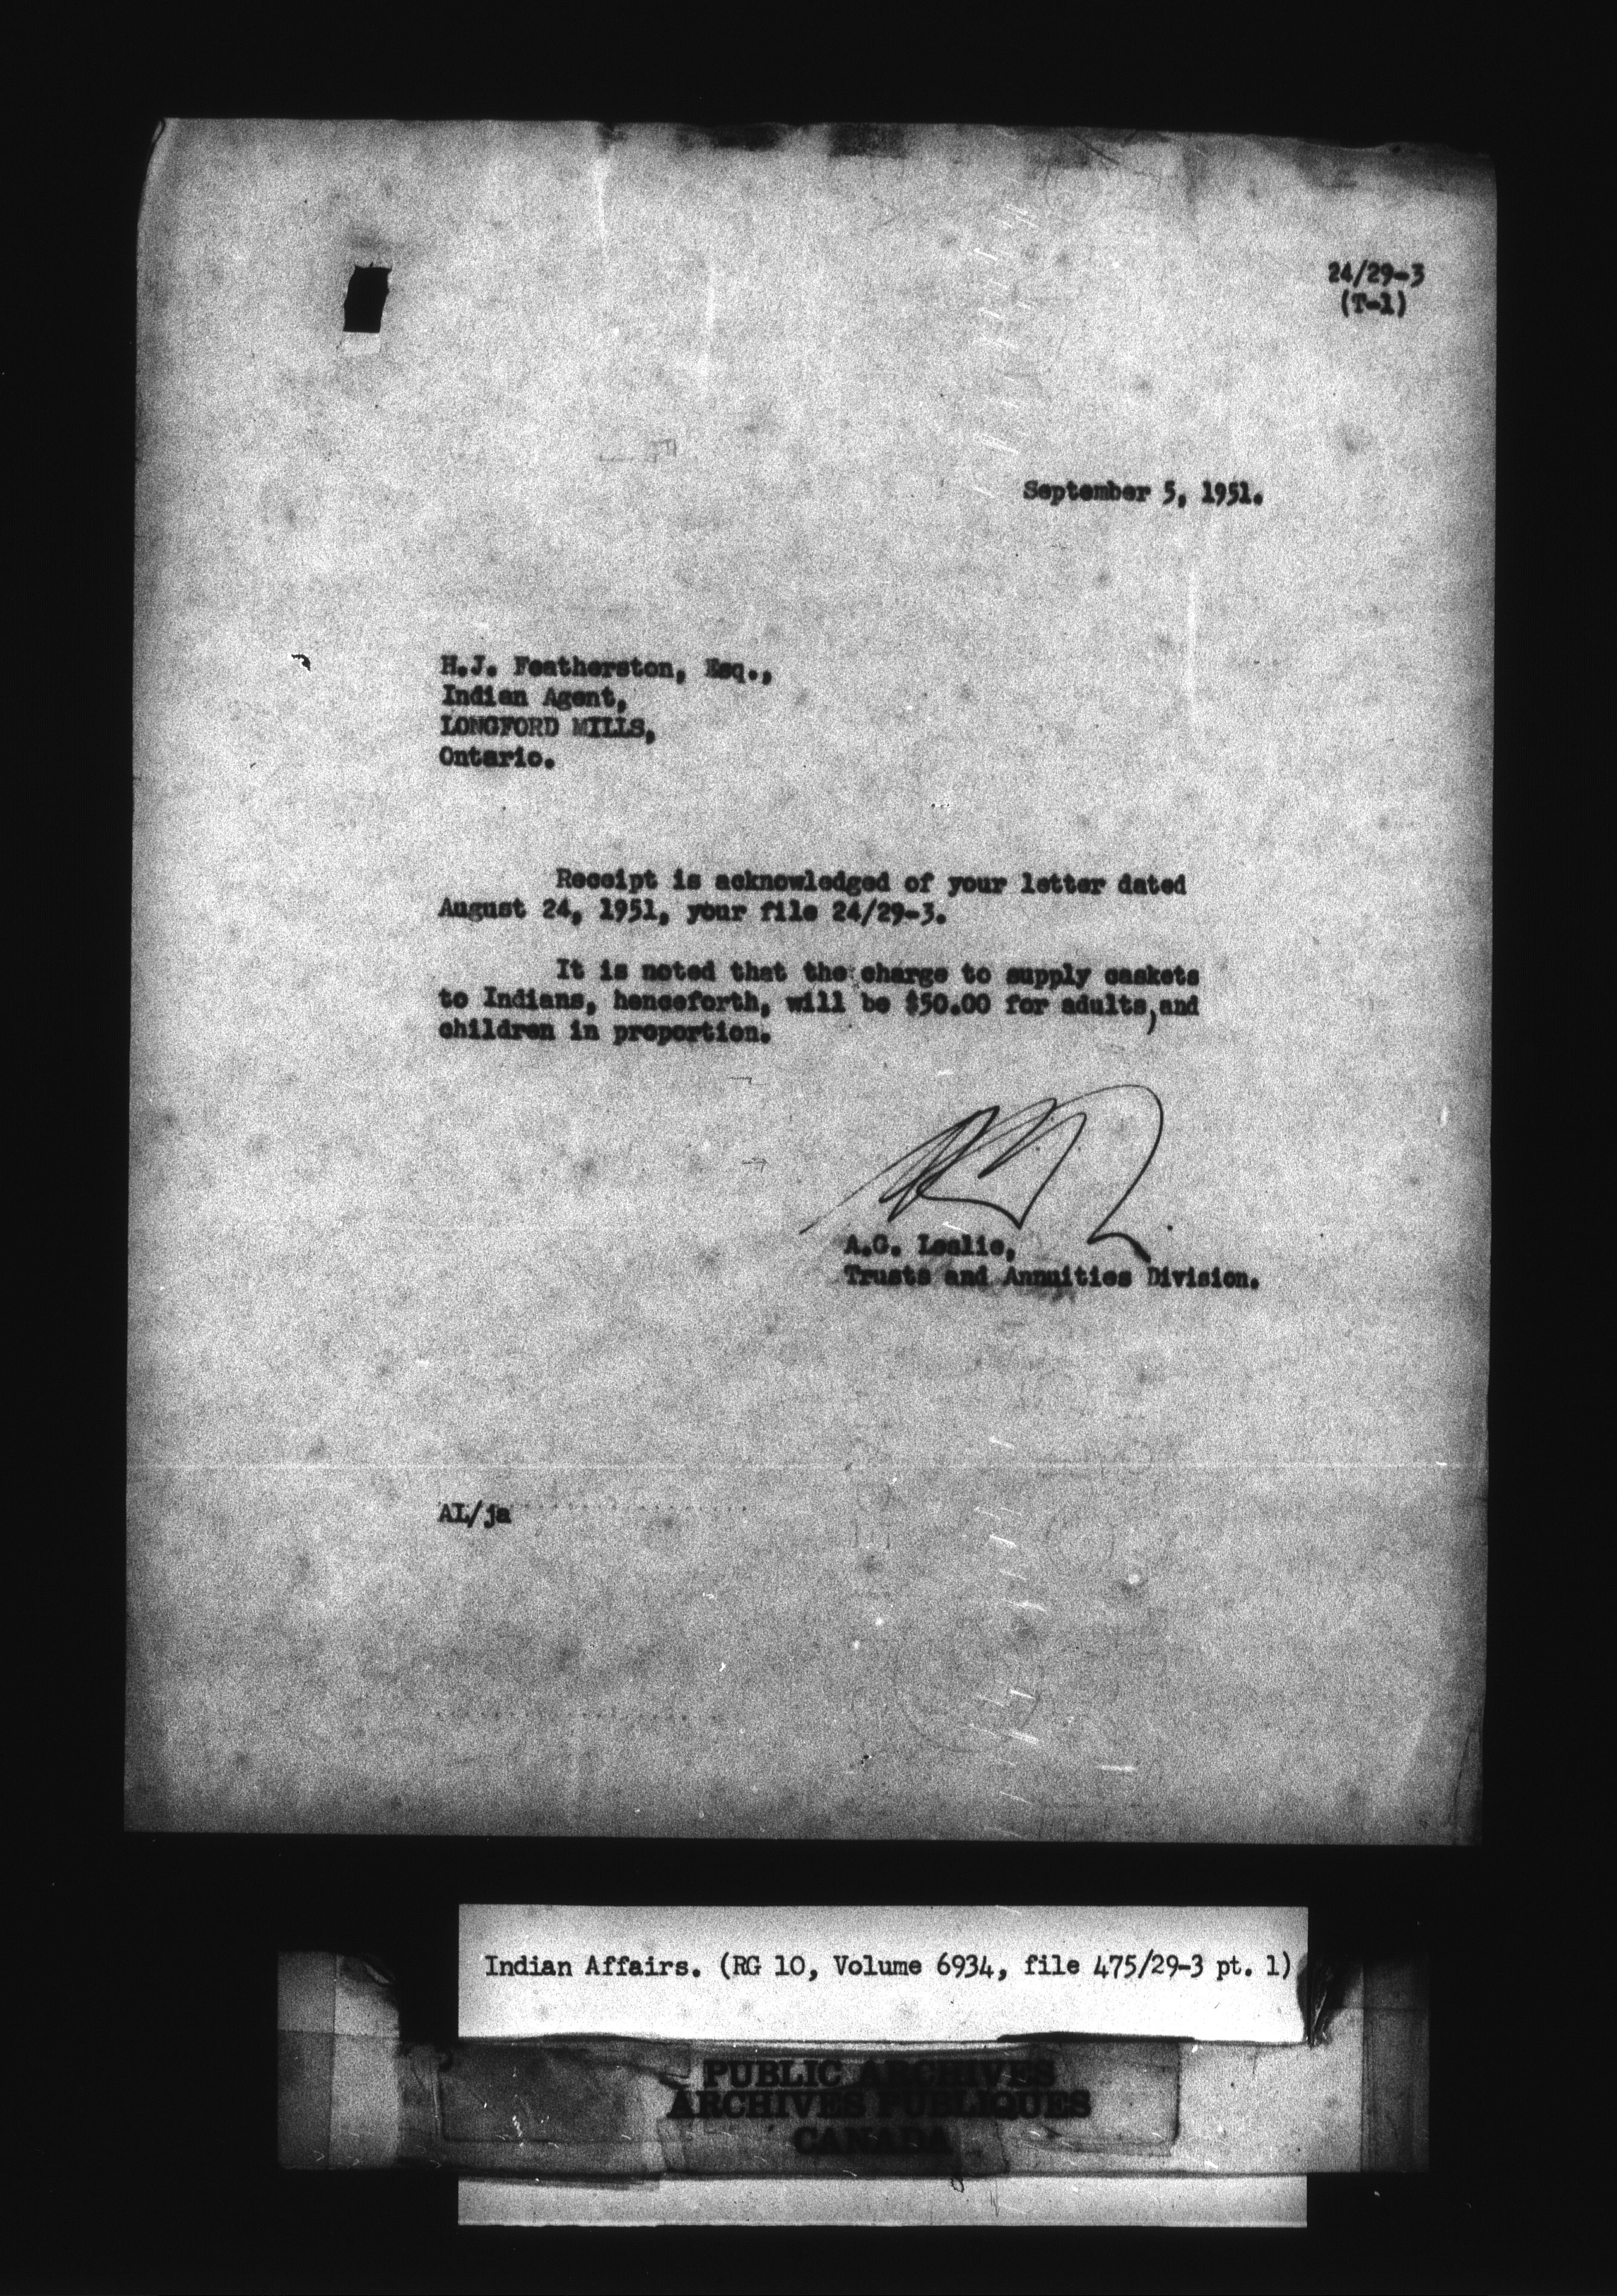 24/29-3
(T-1)
September 5, 1951.
H.J. Featherston, Esq.,
Indian Agent,
LONGFORD MILLS,
Ontario.
Receipt is acknowledged of your letter dated
August 24, 1951, your file 24/29-3.
It is noted that the charge to supply caskets
to Indians, henceforth, will be $50.00 for adults, and
children in proportion.
A.G. Leslie,
Trusts and Annuities Division.
AL/ja
Indian Affairs. (RG 10, Volume 6934, file 475/29-3 pt. 1)
PUBLIC ARCHIVES
ARCHIVES PUBLIQUES
CANADA